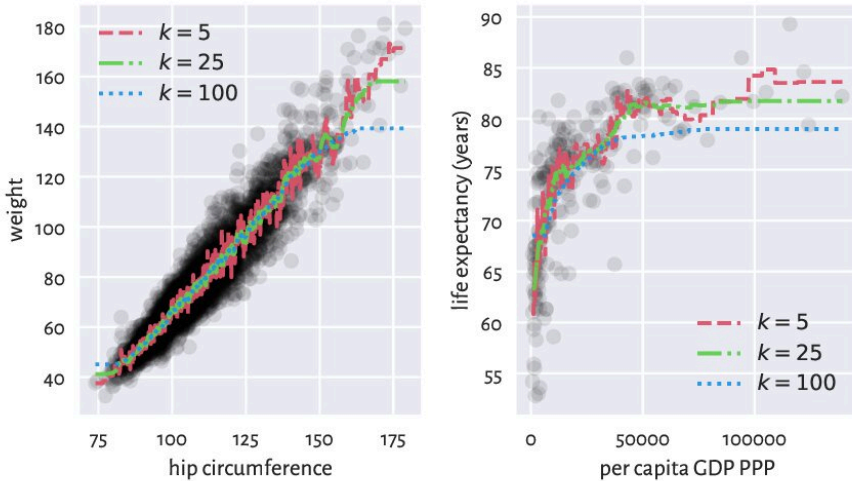 180
160
140
120
100
80
60
40
weight
k = 5
k = 25
k = 100
75 100 125 150 175
hip circumference
90
85
80
75
70
65
60
55
life expectancy (years)
k = 5
k = 25
k = 100
0 50000 100000
per capita GDP PPP